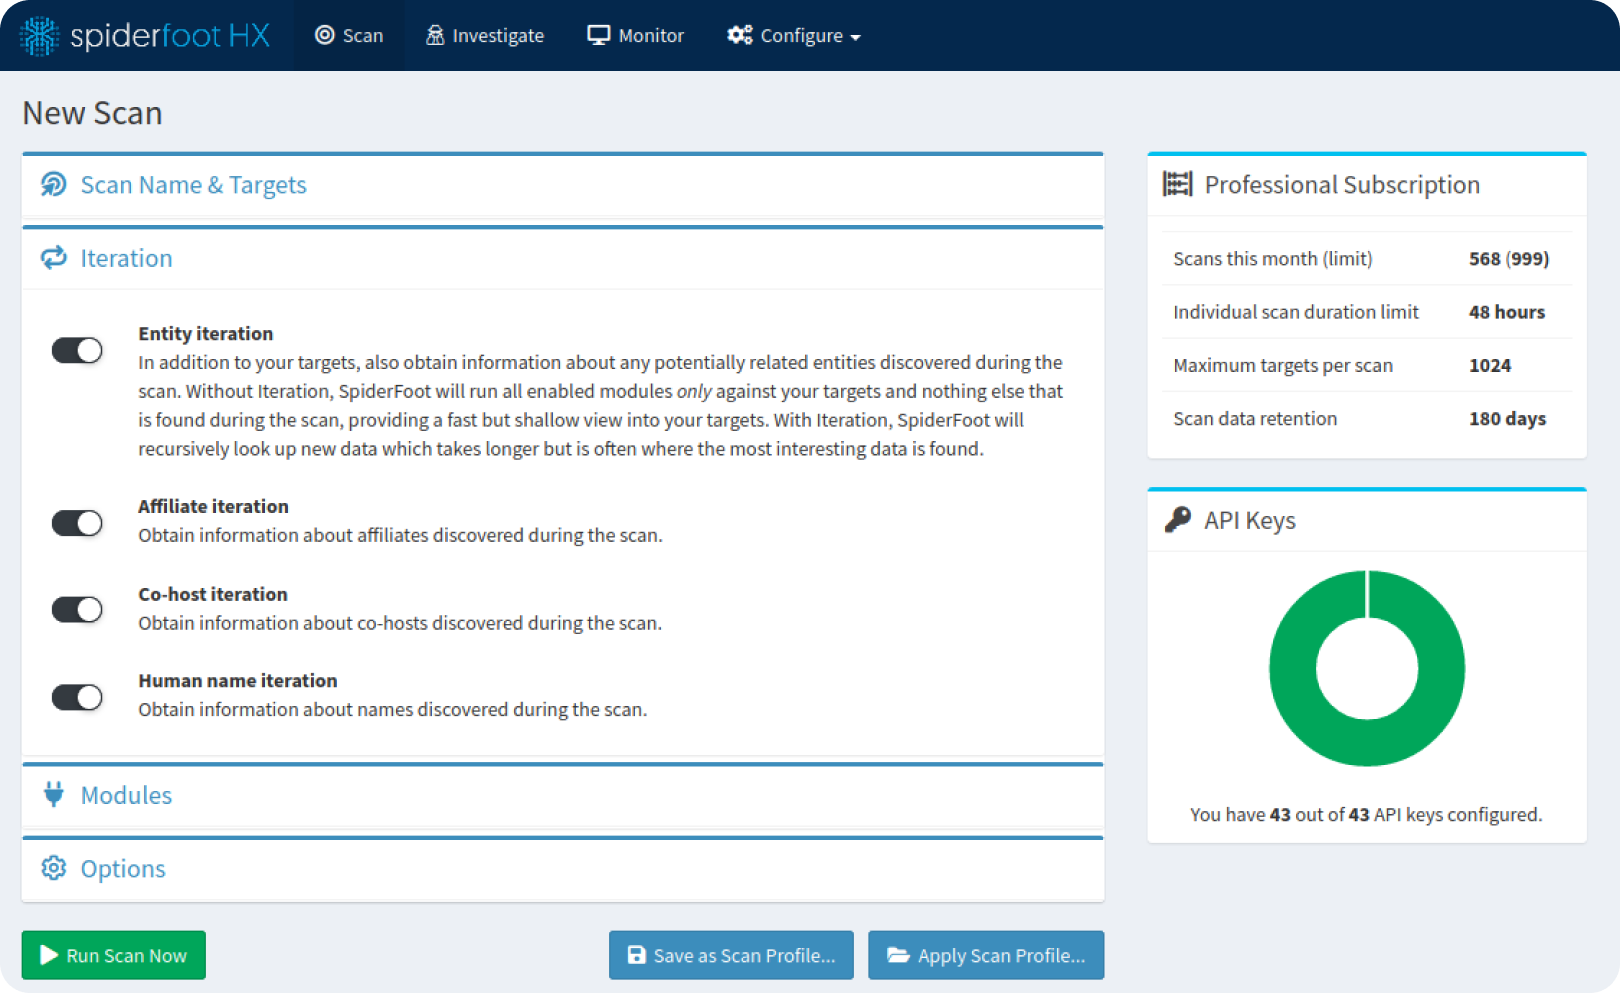 spiderfoot HX
Scan
Investigate
Monitor
Configure
New Scan
Scan Name & Targets
Iteration
Entity iteration
In addition to your targets, also obtain information about any potentially related entities discovered during the
scan. Without Iteration, SpiderFoot will run all enabled modules only against your targets and nothing else that
is found during the scan, providing a fast but shallow view into your targets. With Iteration, SpiderFoot will
recursively look up new data which takes longer but is often where the most interesting data is found.
Affiliate iteration
Obtain information about affiliates discovered during the scan.
Co-host iteration
Obtain information about co-hosts discovered during the scan.
Human name iteration
Obtain information about names discovered during the scan.
Modules
Options
Run Scan Now
Save as Scan Profile...
Apply Scan Profile...
Professional Subscription
Scans this month (limit) 568 (999)
Individual scan duration limit 48 hours
Maximum targets per scan 1024
Scan data retention 180 days
API Keys
You have 43 out of 43 API keys configured.